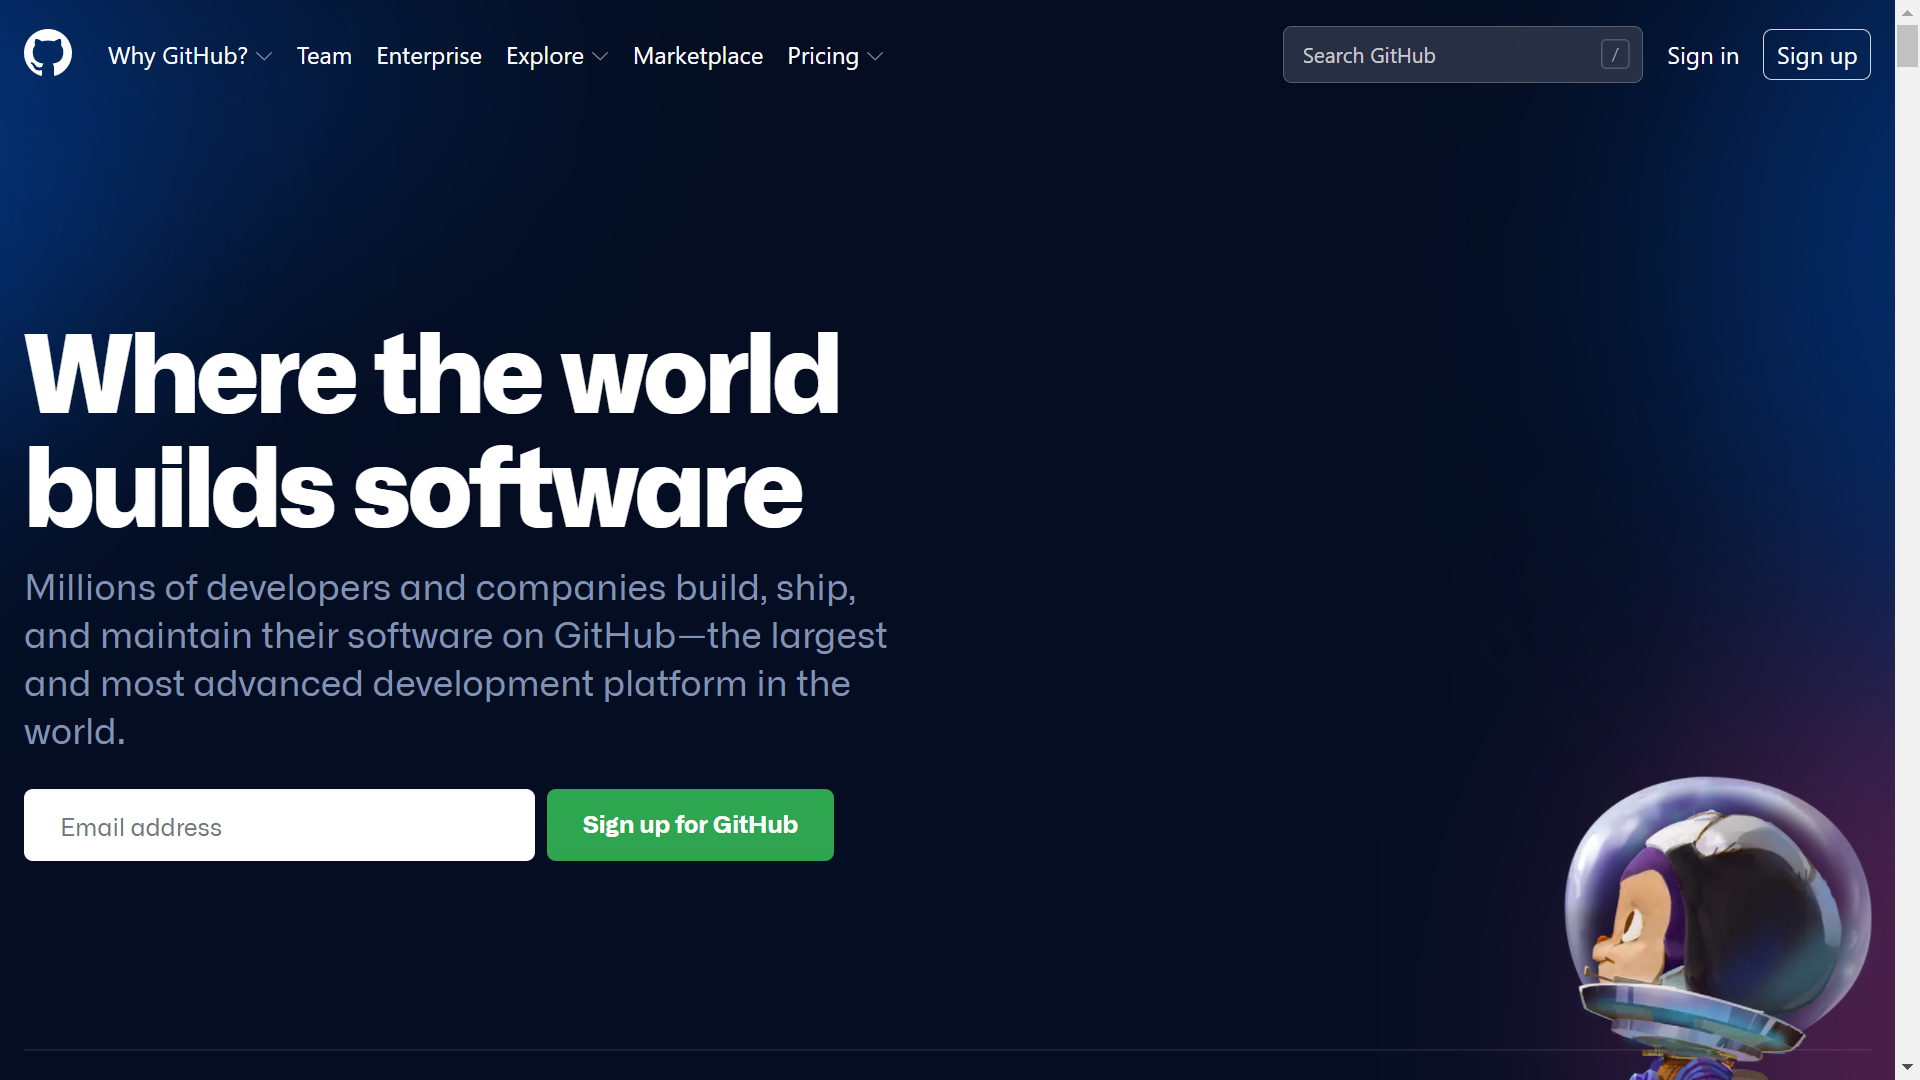 Why GitHub? Team Enterprise Explore Marketplace Pricing Search GitHub / Sign in Sign up
Where the world
builds software
Millions of developers and companies build, ship,
and maintain their software on GitHub—the largest
and most advanced development platform in the
world.
Email address Sign up for GitHub